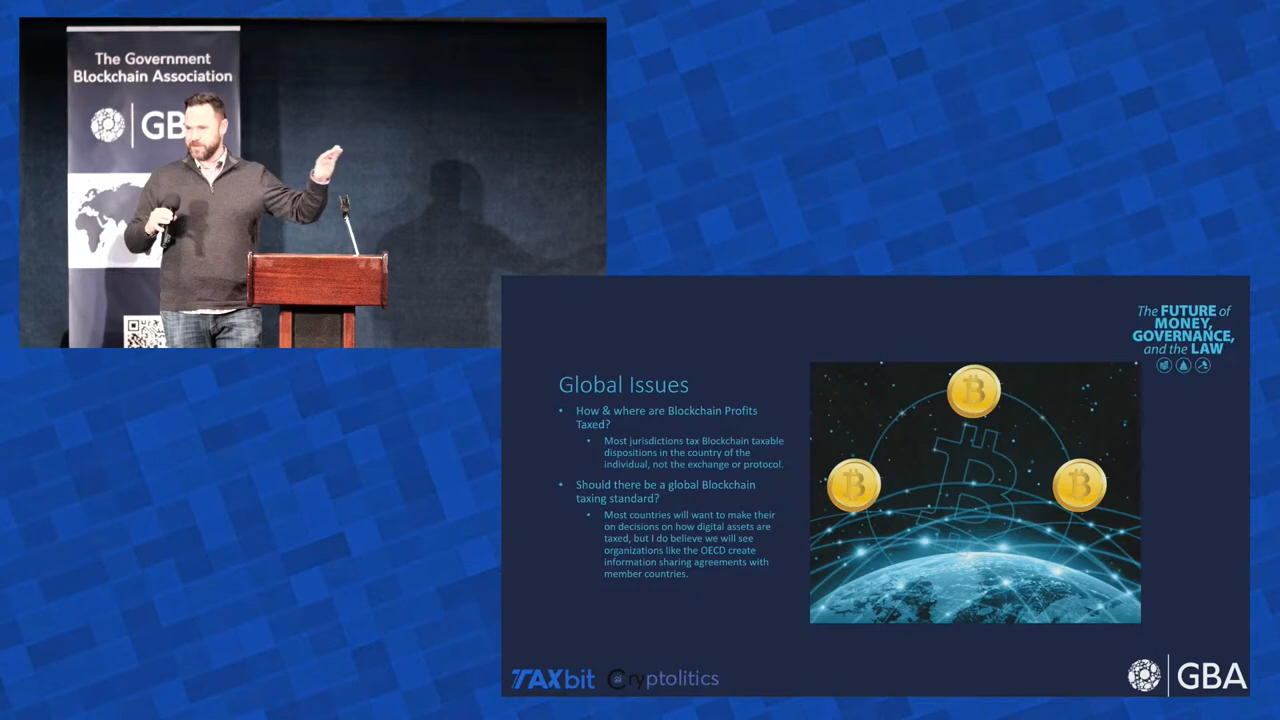 The Government
Blockchain Association
GB
Global Issues
• How & where are Blockchain Profits
Taxed?
• Most jurisdictions tax Blockchain taxable
dispositions in the country of the
individual, not the exchange or protocol.
• Should there be a global Blockchain
taxing standard?
• Most countries will want to make their
on decisions on how digital assets are
taxed, but I do believe we will see
organizations like the OECD create
information sharing agreements with
member countries.
The FUTURE of
MONEY,
GOVERNANCE,
and the LAW
TAXbit Cryptolitics
GBA